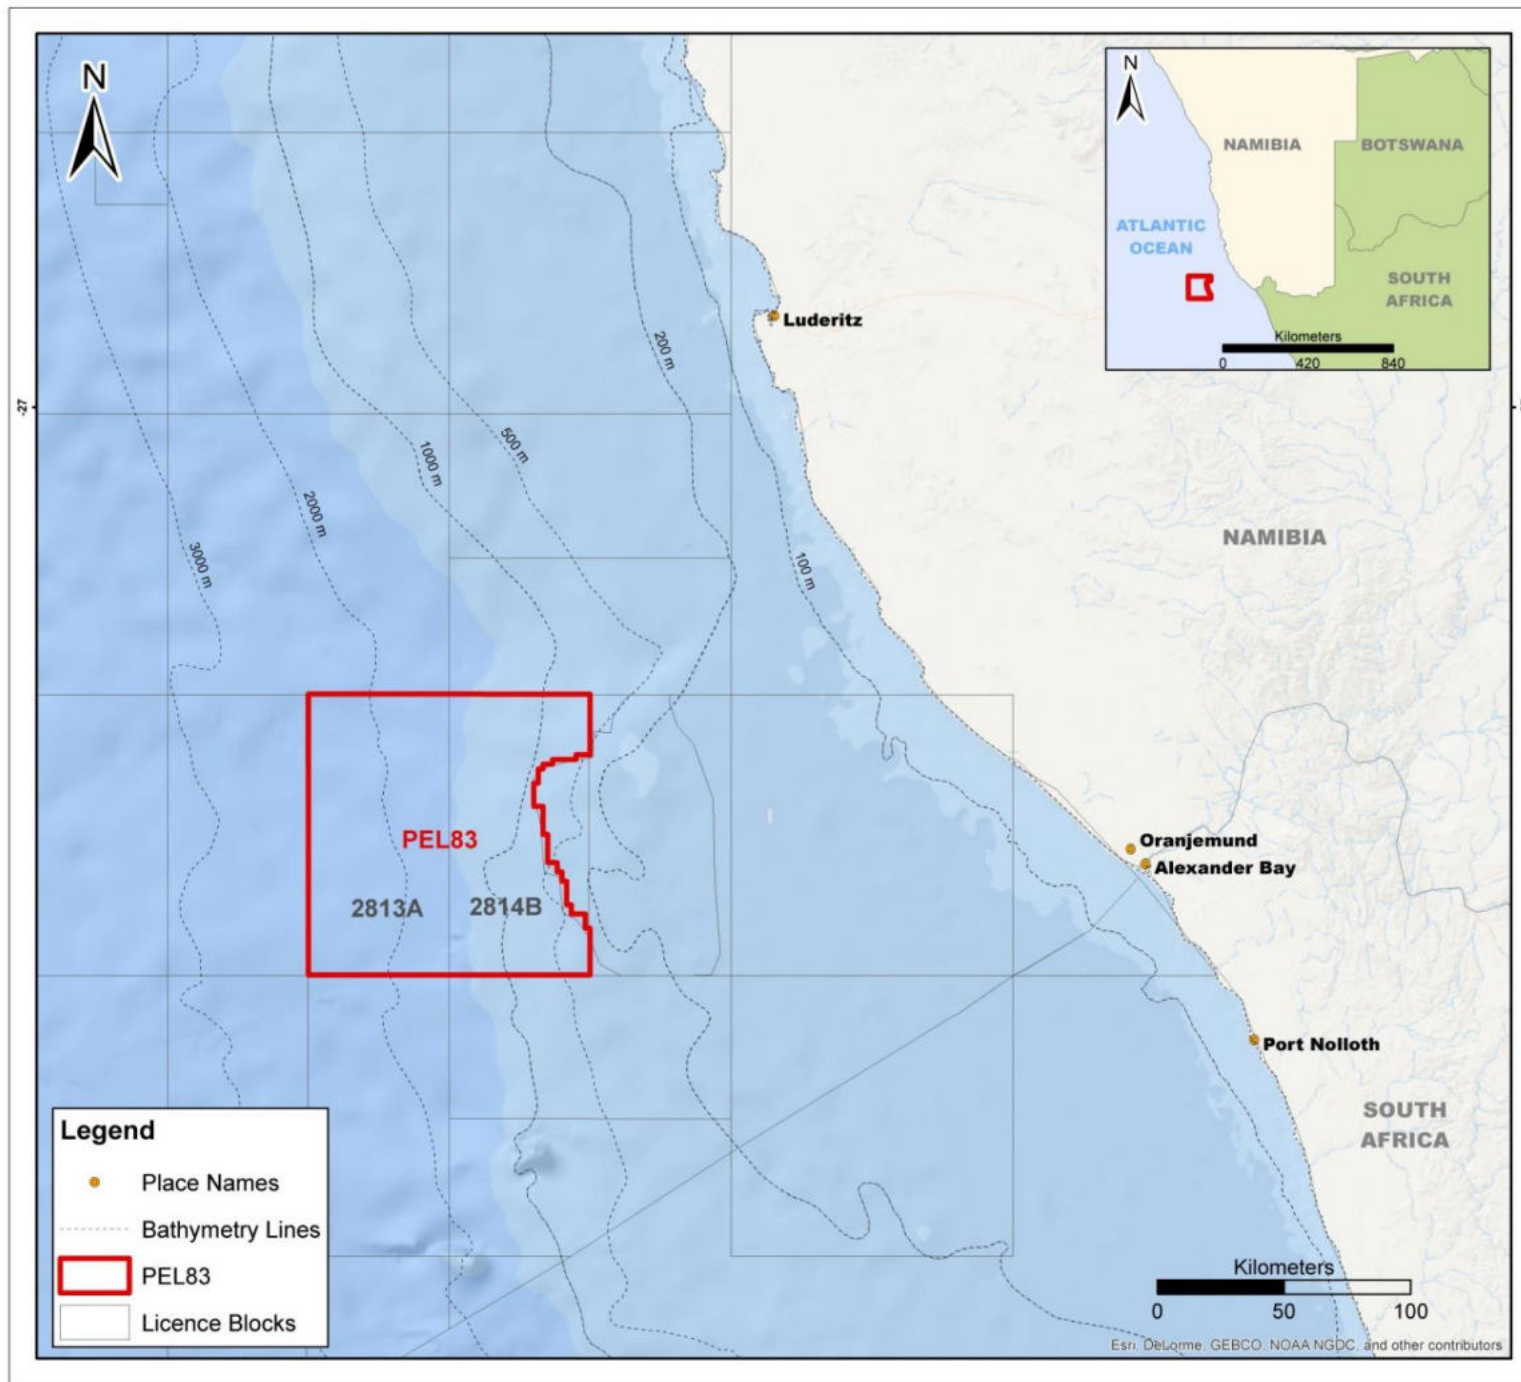 N
N
NAMIBIA
BOTSWANA
ATLANTIC
OCEAN
SOUTH
AFRICA
Kilometers
0 420 840
Luderitz
200 m
-27
1000 m
500 m
2000 m
3000 m
100 m
NAMIBIA
PEL83
2813A
2814B
Oranjemund
Alexander Bay
Port Nolloth
SOUTH
AFRICA
Legend
Place Names
Bathymetry Lines
PEL83
Licence Blocks
Kilometers
0 50 100
Esri, DeLorme, GEBCO, NOAA NGDC, and other contributors